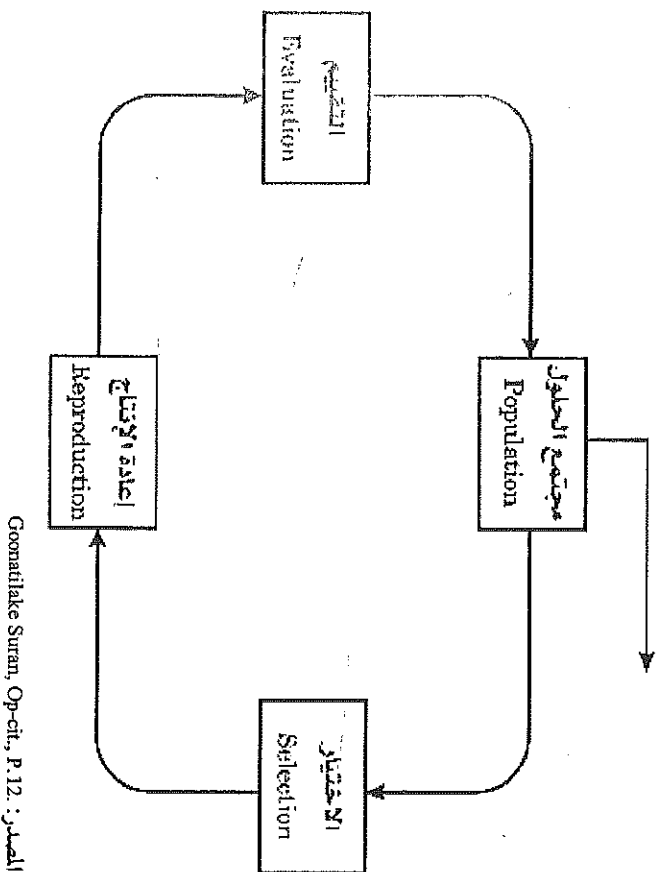 مجتمع الحلول
Population
التقييم
Evaluation
الاختيار
Selection
إعادة الإنتاج
Reproduction
المصدر: Goonatilake Suran, Op-cit., P.12.